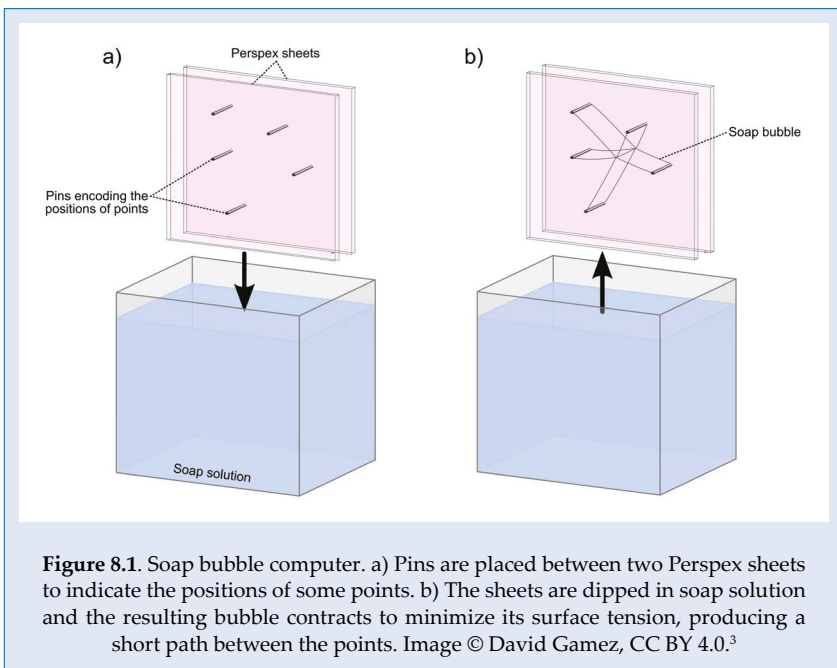 a)
Perspex sheets
Pins encoding the
positions of points
Soap solution
b)
Soap bubble
Figure 8.1. Soap bubble computer. a) Pins are placed between two Perspex sheets
to indicate the positions of some points. b) The sheets are dipped in soap solution
and the resulting bubble contracts to minimize its surface tension, producing a
short path between the points. Image © David Gamez, CC BY 4.0.³